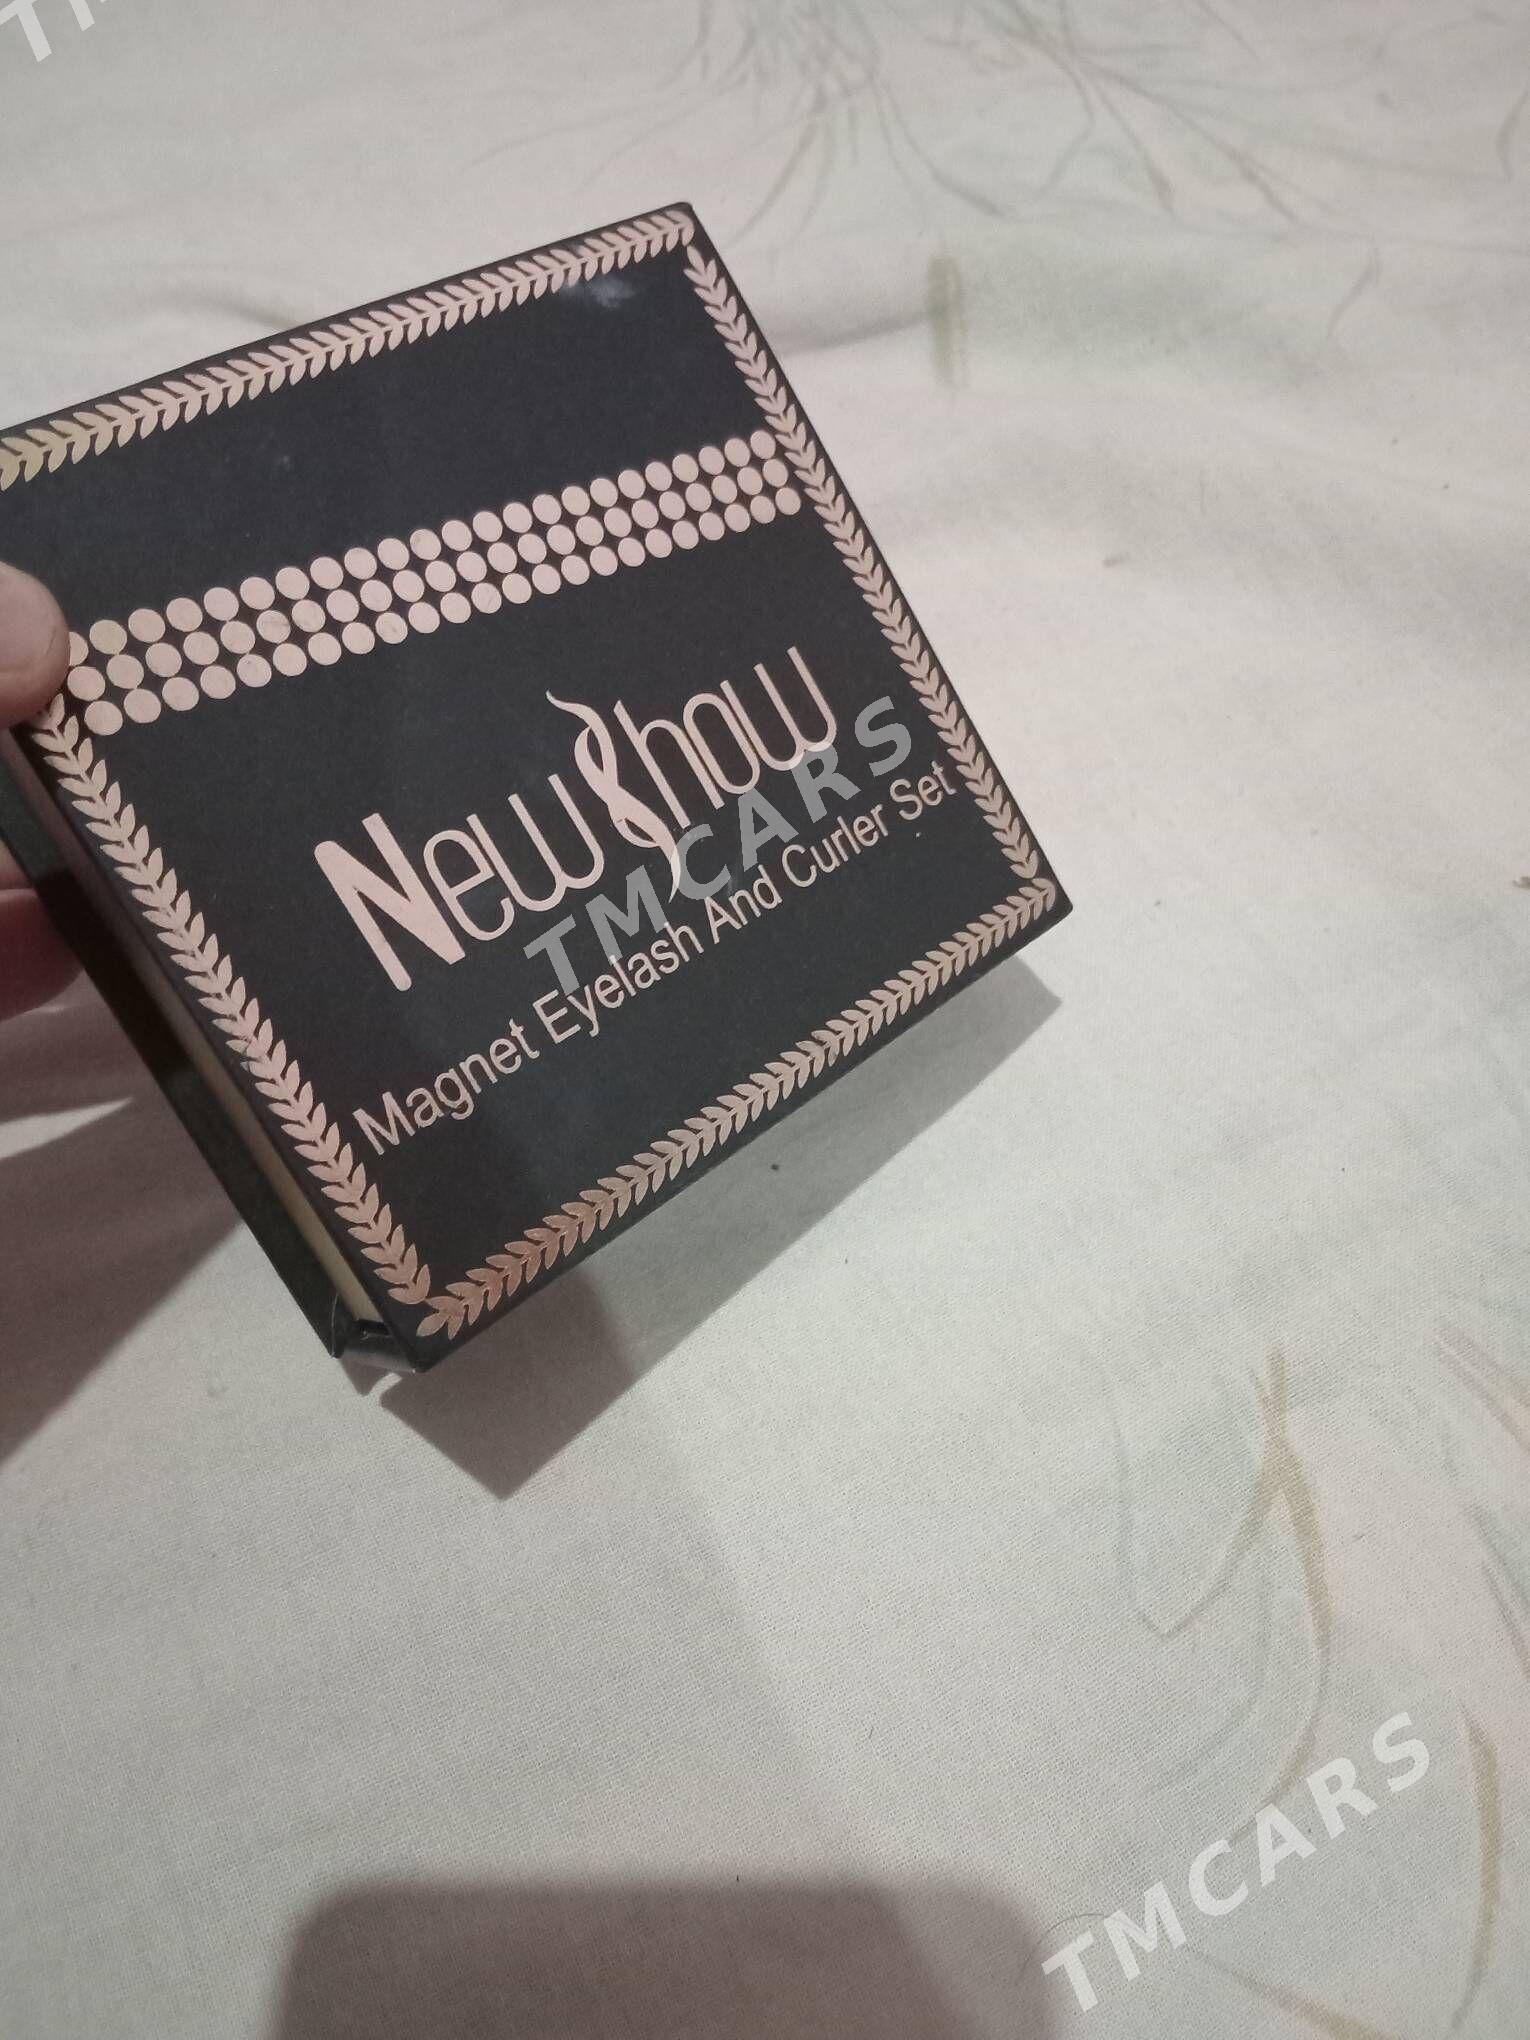 NewShow
Magnet Eyelash And Curler Set
TMCARS
TMCARS